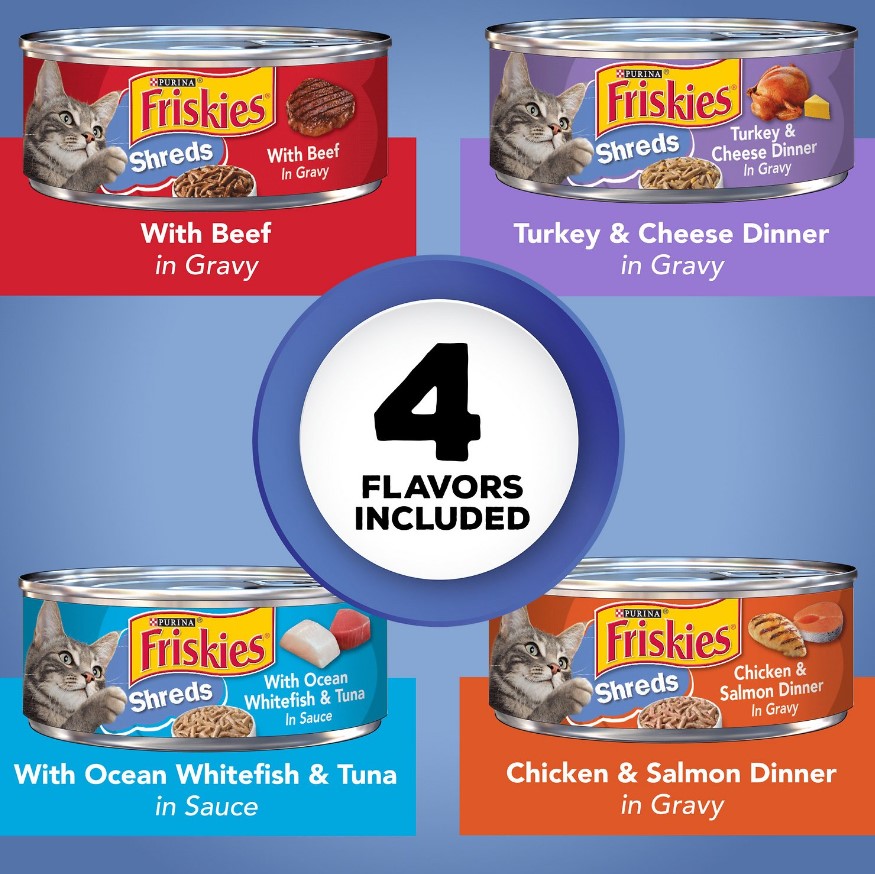 PURINA®
Friskies®
Shreds
With Beef
In Gravy
With Beef
in Gravy
PURINA®
Friskies®
Shreds
Turkey &
Cheese Dinner
In Gravy
Turkey & Cheese Dinner
in Gravy
4
FLAVORS
INCLUDED
PURINA®
Friskies®
Shreds
With Ocean
Whitefish & Tuna
In Sauce
With Ocean Whitefish & Tuna
in Sauce
PURINA®
Friskies®
Shreds
Chicken &
Salmon Dinner
In Gravy
Chicken & Salmon Dinner
in Gravy